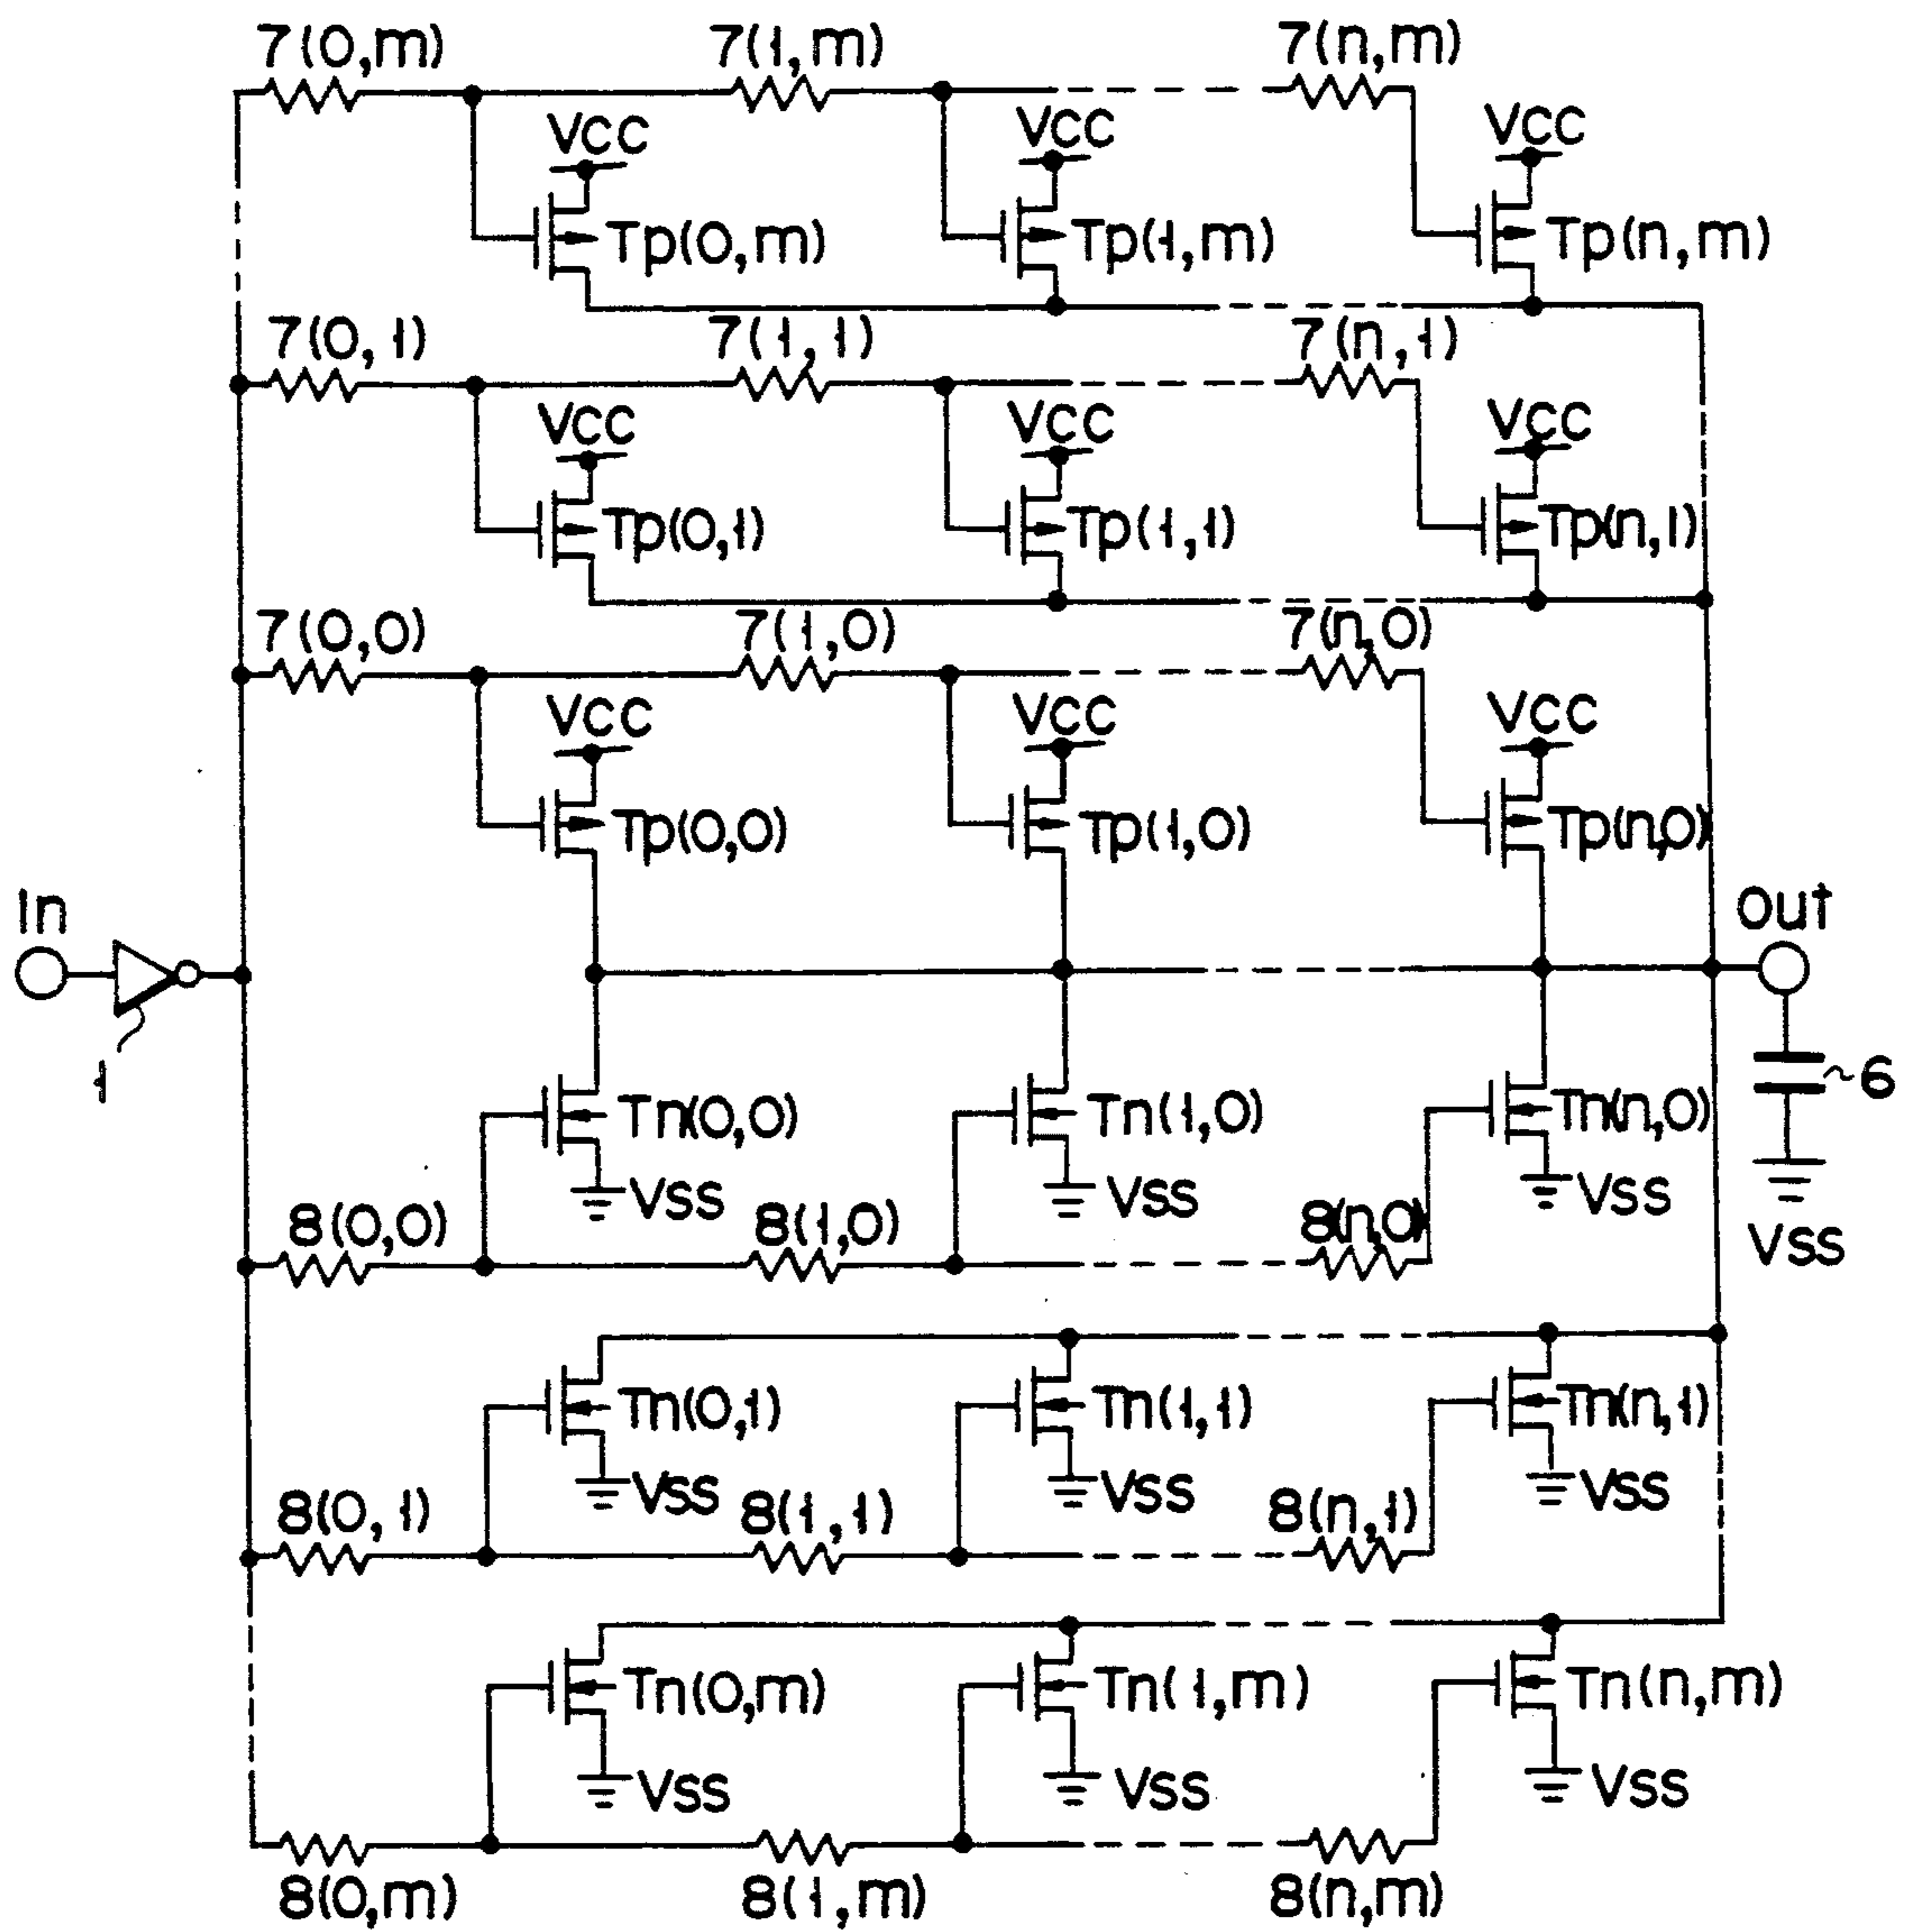 7(0,m) 7(1,m) 7(n,m)
VCC VCC VCC
Tp(0,m) Tp(1,m) Tp(n,m)
7(0,1) 7(1,1) 7(n,1)
VCC VCC VCC
Tp(0,1) Tp(1,1) Tp(n,1)
7(0,0) 7(1,0) 7(n,0)
VCC VCC VCC
Tp(0,0) Tp(1,0) Tp(n,0)
In Out
1 6
Tn(0,0) Tn(1,0) Tn(n,0)
VSS VSS VSS
8(0,0) 8(1,0) 8(n,0) VSS
Tn(0,1) Tn(1,1) Tn(n,1)
VSS VSS VSS
8(0,1) 8(1,1) 8(n,1)
Tn(0,m) Tn(1,m) Tn(n,m)
VSS VSS VSS
8(0,m) 8(1,m) 8(n,m)